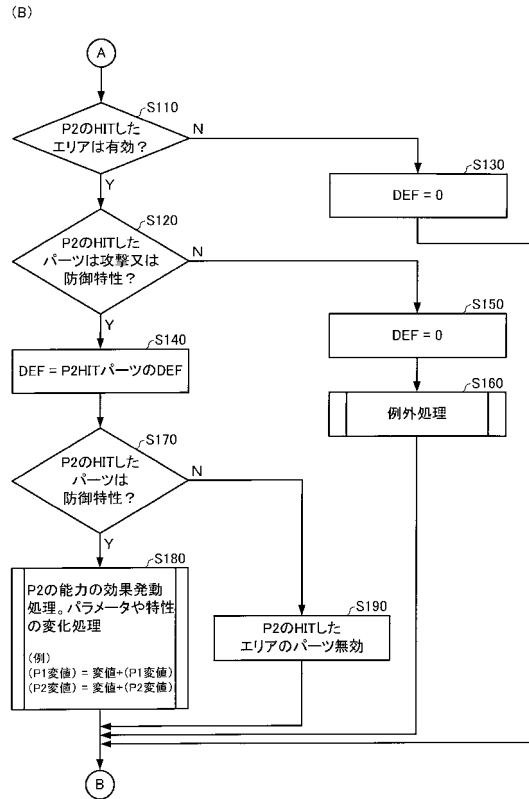 (B)
A
S110
P2のHITした
エリアは有効?
N
Y
S130
DEF = 0
S120
P2のHITした
パーツは攻撃又は
防御特性?
N
Y
S150
DEF = 0
S140
DEF = P2HITパーツのDEF
S160
例外処理
S170
P2のHITした
パーツは
防御特性?
N
Y
S180
P2の能力の効果発動
処理。パラメータや特性
の変化処理
(例)
(P1変値) = 変値+(P1変値)
(P2変値) = 変値+(P2変値)
S190
P2のHITした
エリアのパーツ無効
B